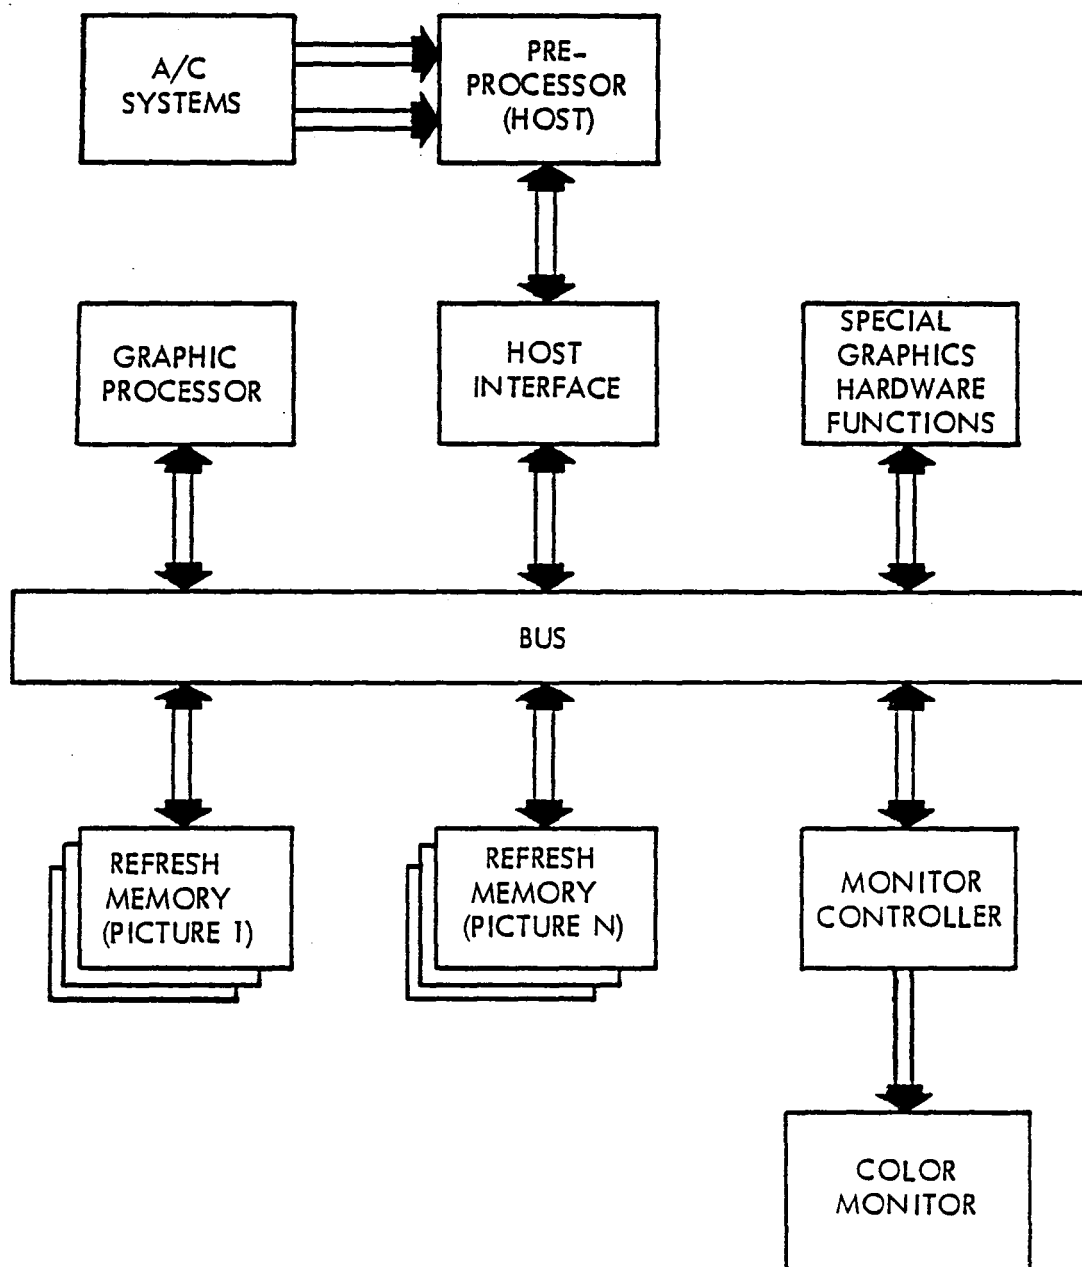 A/C
SYSTEMS
PRE-
PROCESSOR
(HOST)
GRAPHIC
PROCESSOR
HOST
INTERFACE
SPECIAL
GRAPHICS
HARDWARE
FUNCTIONS
BUS
REFRESH
MEMORY
(PICTURE 1)
REFRESH
MEMORY
(PICTURE N)
MONITOR
CONTROLLER
COLOR
MONITOR